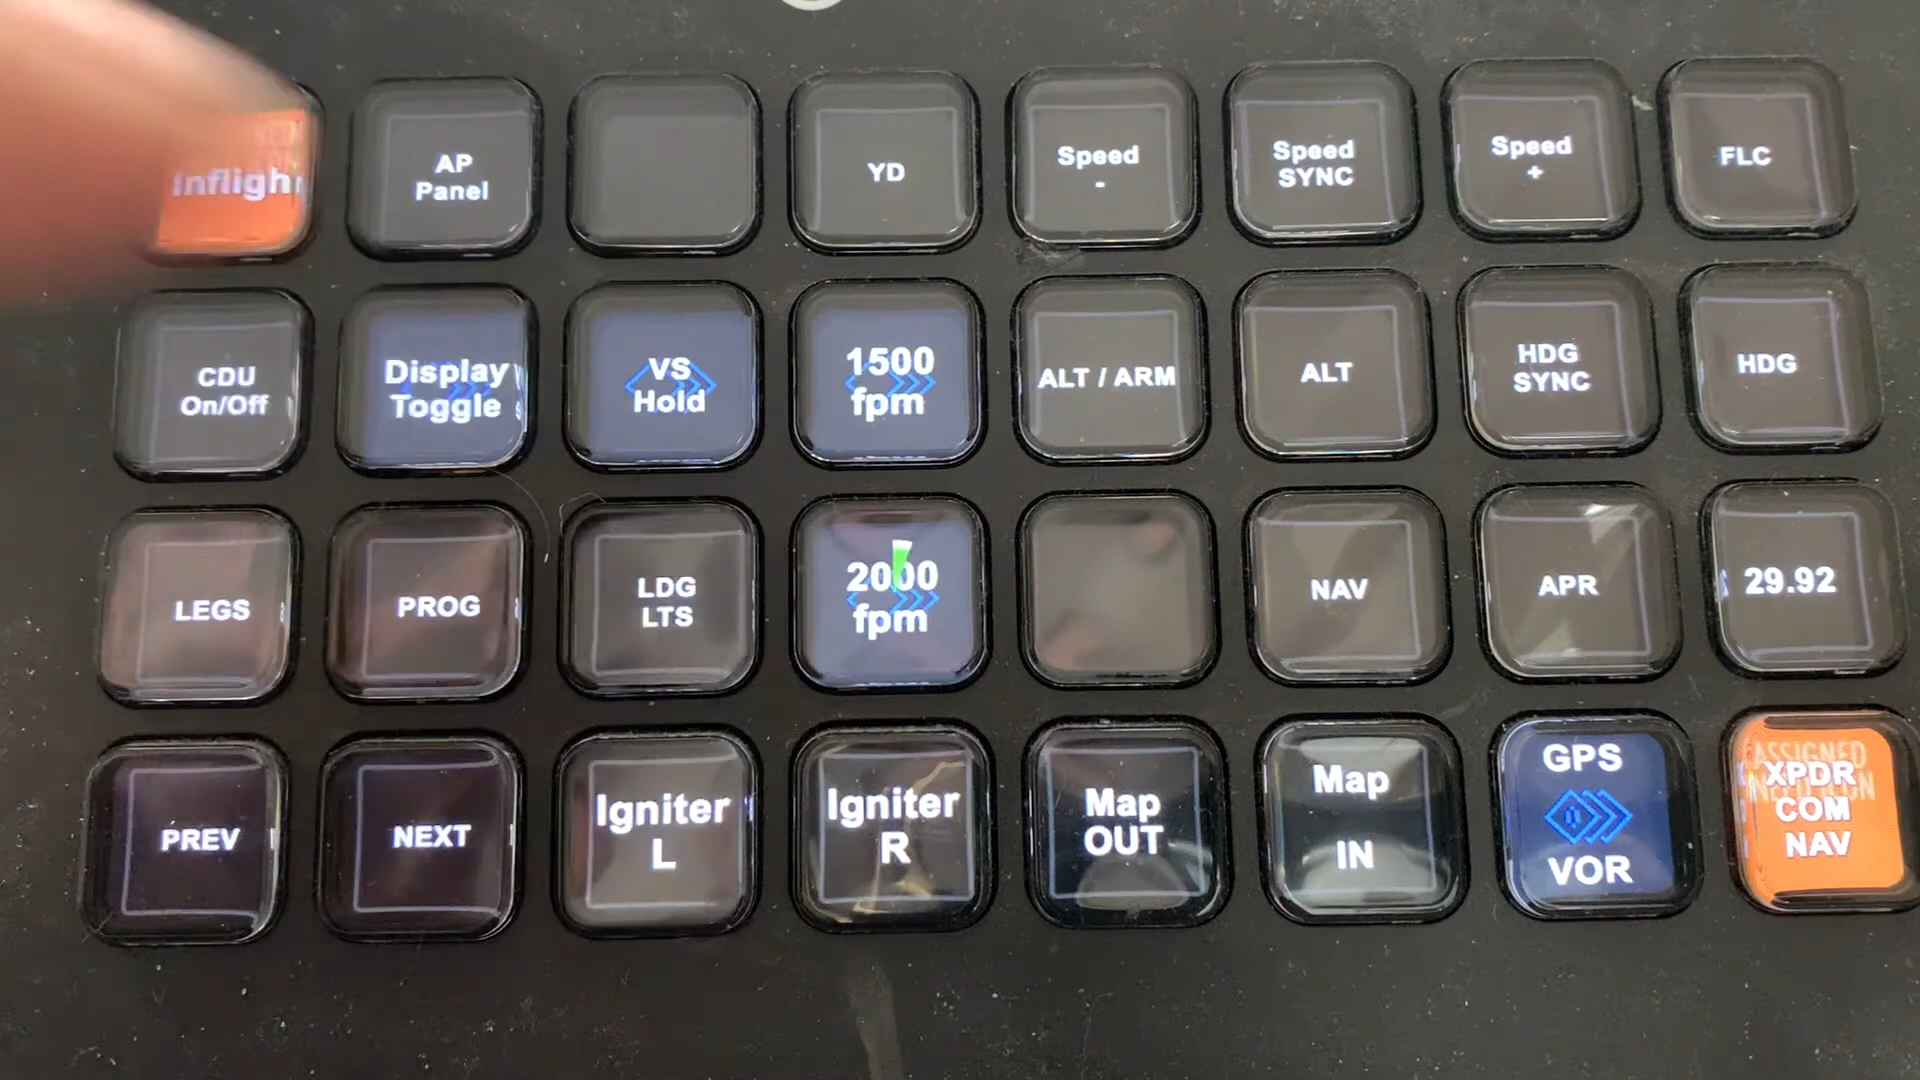 Infligh
AP
Panel
YD
Speed
-
Speed
SYNC
Speed
+
FLC
CDU
On/Off
Display
Toggle
VS
Hold
1500
fpm
ALT / ARM
ALT
HDG
SYNC
HDG
LEGS
PROG
LDG
LTS
2000
fpm
NAV
APR
29.92
PREV
NEXT
Igniter
L
Igniter
R
Map
OUT
Map
IN
GPS
VOR
ASSIGNED
XPDR
COM
NAV